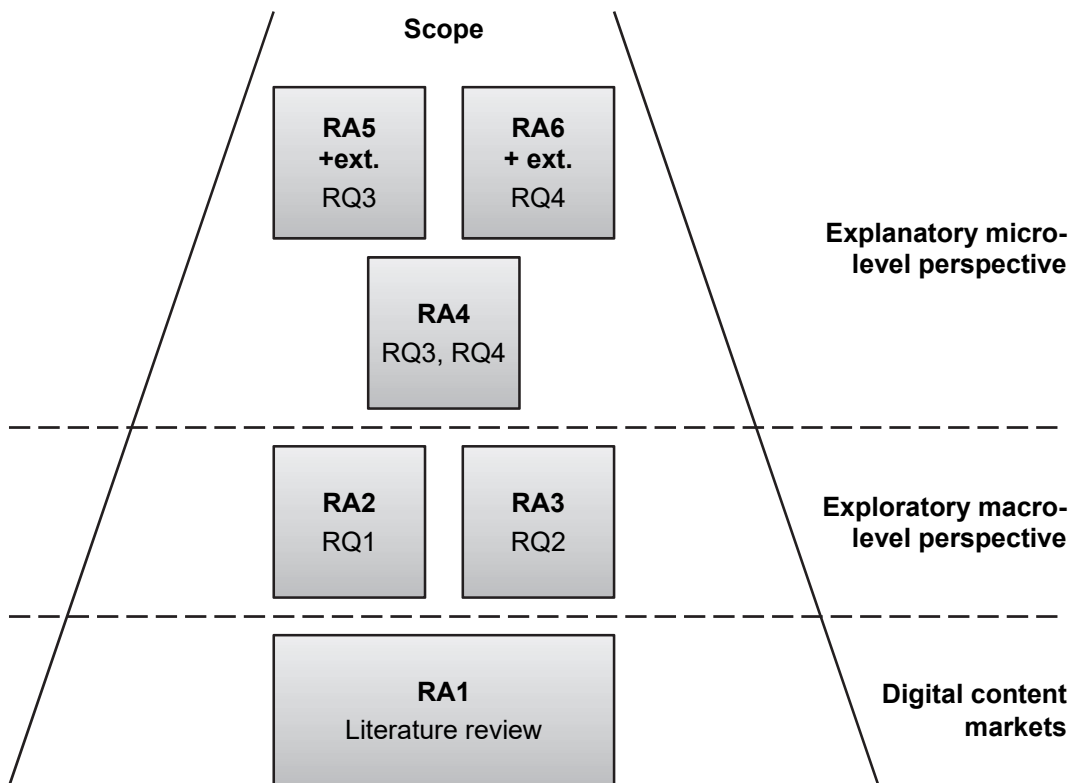 Scope
RA5
+ext.
RQ3
RA6
+ ext.
RQ4
Explanatory micro-
level perspective
RA4
RQ3, RQ4
RA2
RQ1
RA3
RQ2
Exploratory macro-
level perspective
RA1
Literature review
Digital content
markets